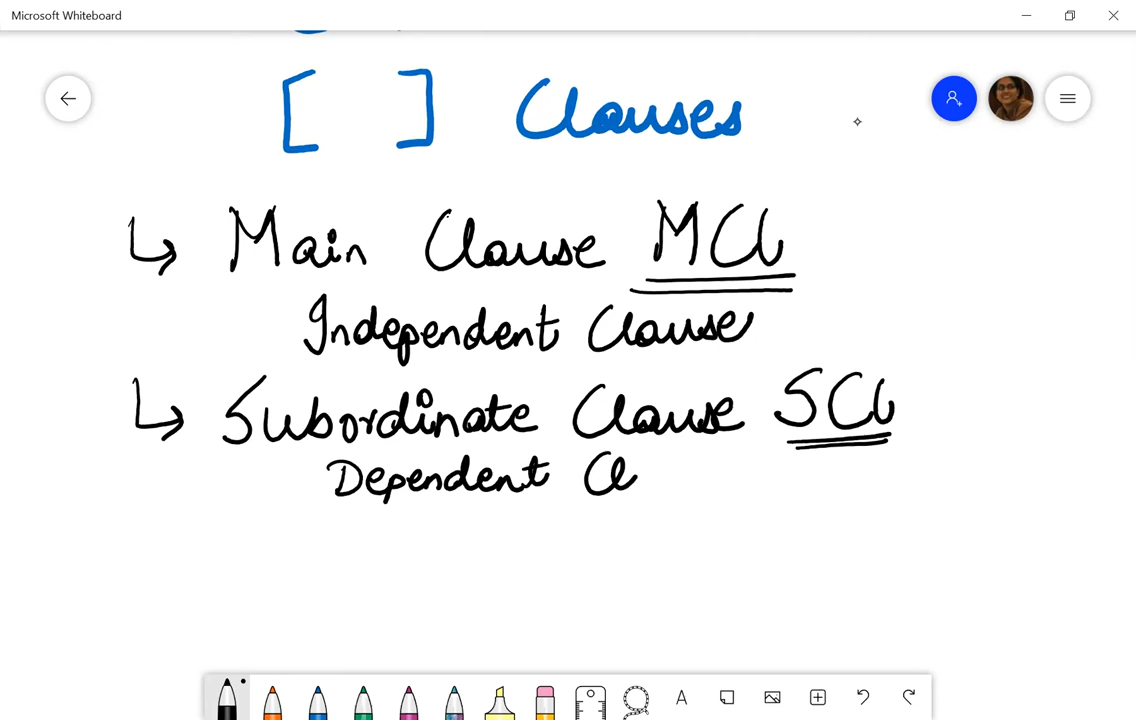 Microsoft Whiteboard
[ ] Clauses
↳ Main Clause MCl
Independent Clause
↳ Subordinate Clause SCl
Dependent Cl